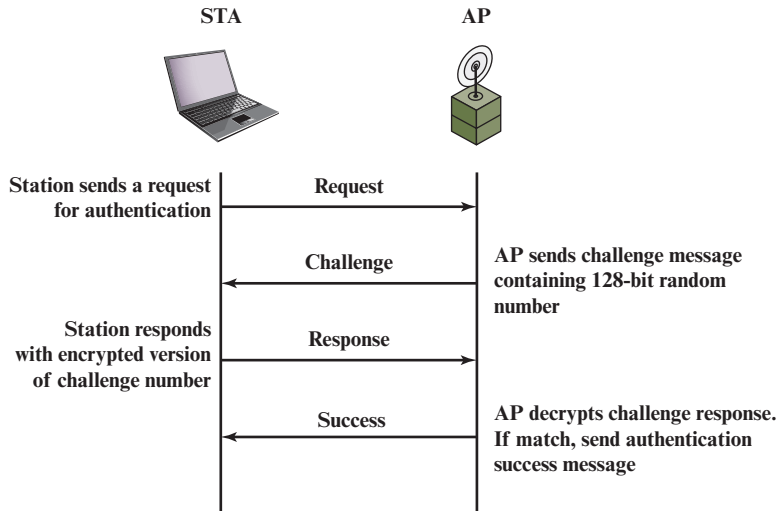 STA
AP
Station sends a request
for authentication
Request
Challenge
AP sends challenge message
containing 128-bit random
number
Station responds
with encrypted version
of challenge number
Response
Success
AP decrypts challenge response.
If match, send authentication
success message